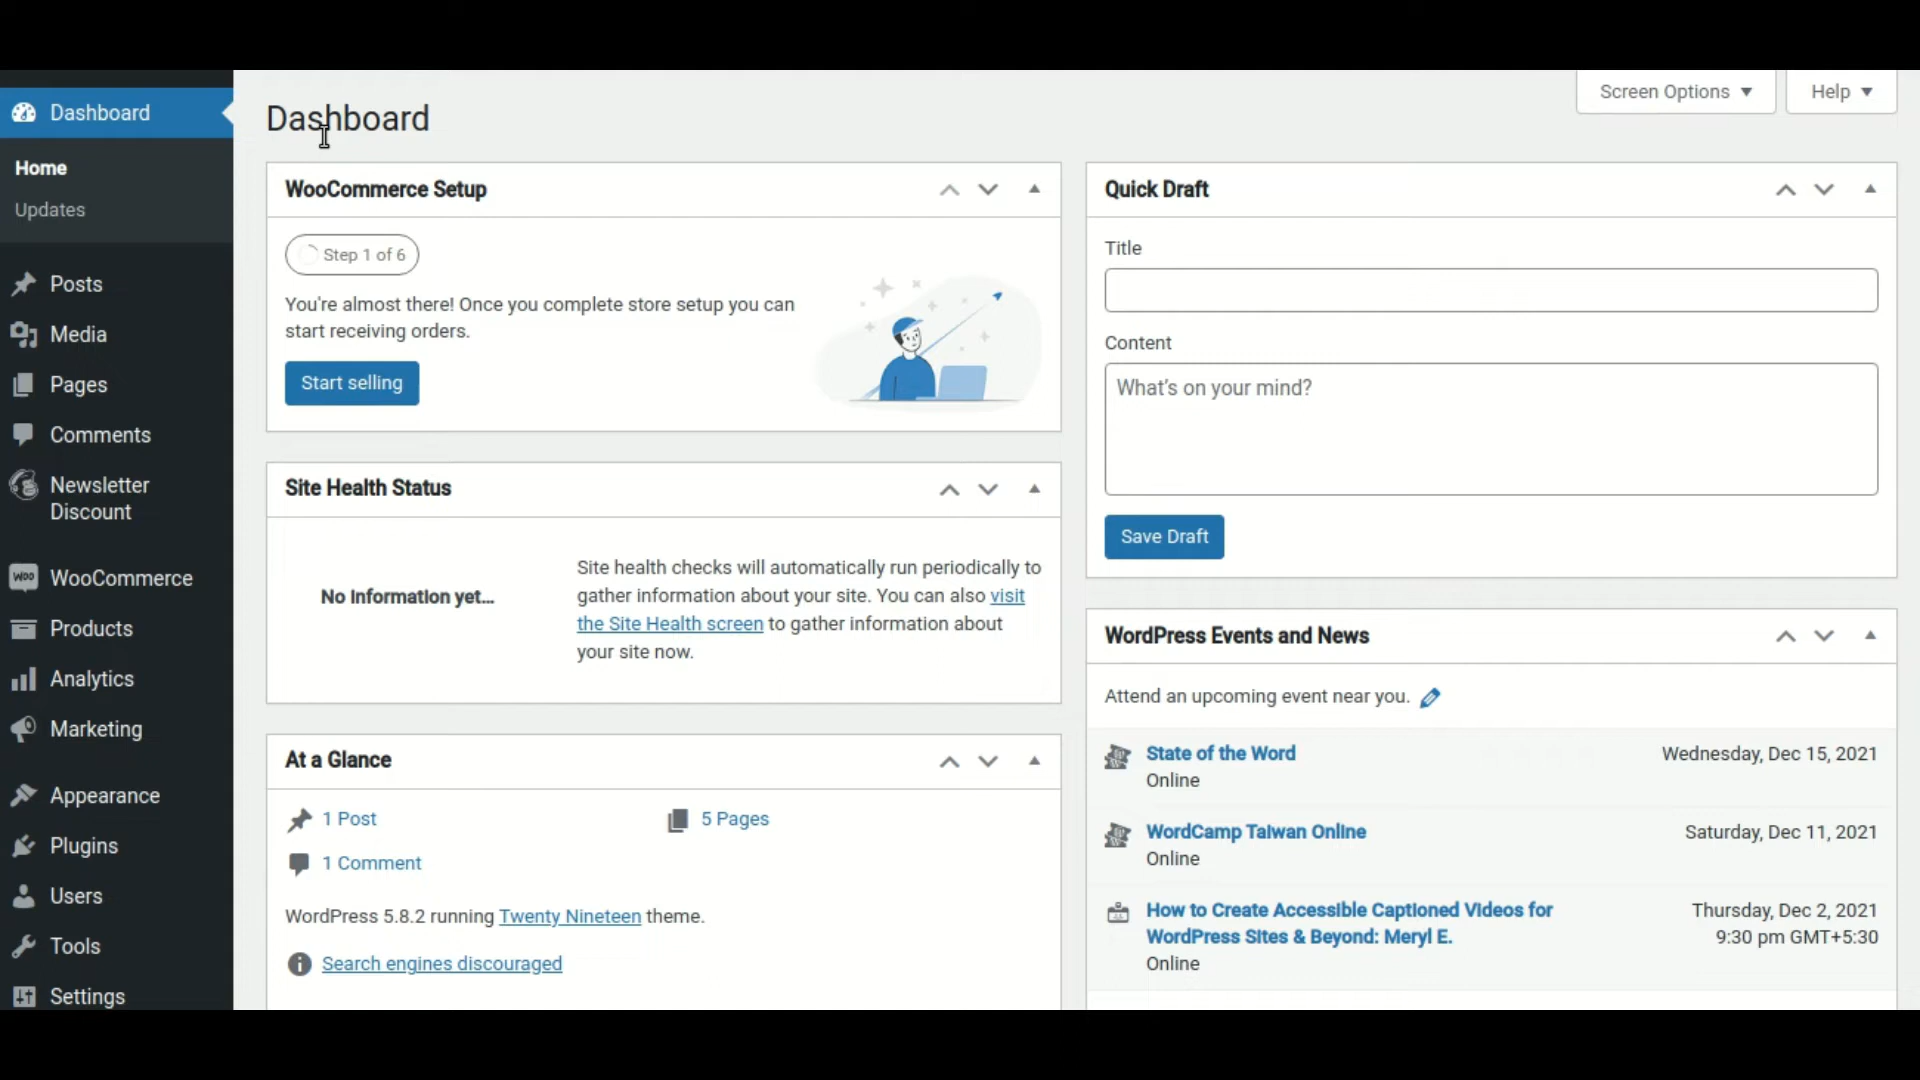 Dashboard
Home
Updates
Posts
Media
Pages
Comments
Newsletter
Discount
WOO WooCommerce
Products
Analytics
Marketing
Appearance
Plugins
Users
Tools
Settings
Screen Options
Help
Dashboard
WooCommerce Setup
Step 1 of 6
You're almost there! Once you complete store setup you can
start receiving orders.
Start selling
Site Health Status
No information yet...
Site health checks will automatically run periodically to
gather information about your site. You can also visit
the Site Health screen to gather information about
your site now.
At a Glance
1 Post
5 Pages
1 Comment
WordPress 5.8.2 running Twenty Nineteen theme.
Search engines discouraged
Quick Draft
Title
Content
What's on your mind?
Save Draft
WordPress Events and News
Attend an upcoming event near you.
State of the Word
Wednesday, Dec 15, 2021
Online
WordCamp Taiwan Online
Saturday, Dec 11, 2021
Online
How to Create Accessible Captioned Videos for
Thursday, Dec 2, 2021
WordPress Sites & Beyond: Meryl E.
9:30 pm GMT+5:30
Online